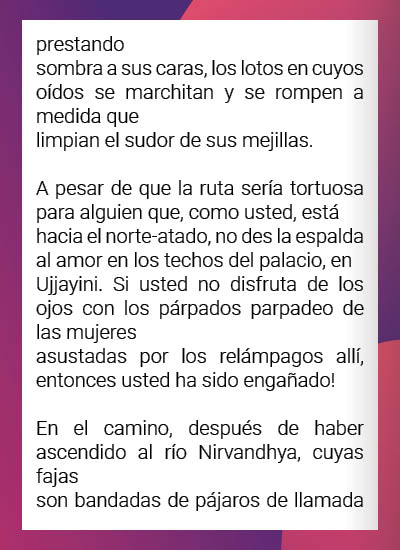 prestando
sombra a sus caras, los lotos en cuyos
oídos se marchitan y se rompen a
medida que
limpian el sudor de sus mejillas.
A pesar de que la ruta sería tortuosa
para alguien que, como usted, está
hacia el norte-atado, no des la espalda
al amor en los techos del palacio, en
Ujjayini. Si usted no disfruta de los
ojos con los párpados parpadeo de
las mujeres
asustadas por los relámpagos allí,
entonces usted ha sido engañado!
En el camino, después de haber
ascendido al río Nirvandhya, cuyas
fajas
son bandadas de pájaros de llamada